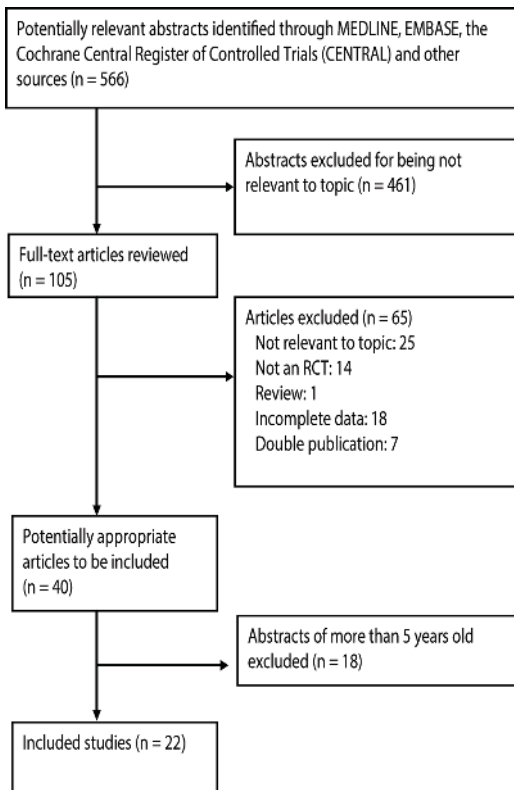 Potentially relevant abstracts identified through MEDLINE, EMBASE, the
Cochrane Central Register of Controlled Trials (CENTRAL) and other
sources (n = 566)
Abstracts excluded for being not
relevant to topic (n = 461)
Full-text articles reviewed
(n = 105)
Articles excluded (n = 65)
Not relevant to topic: 25
Not an RCT: 14
Review: 1
Incomplete data: 18
Double publication: 7
Potentially appropriate
articles to be included
(n = 40)
Abstracts of more than 5 years old
excluded (n = 18)
Included studies (n = 22)